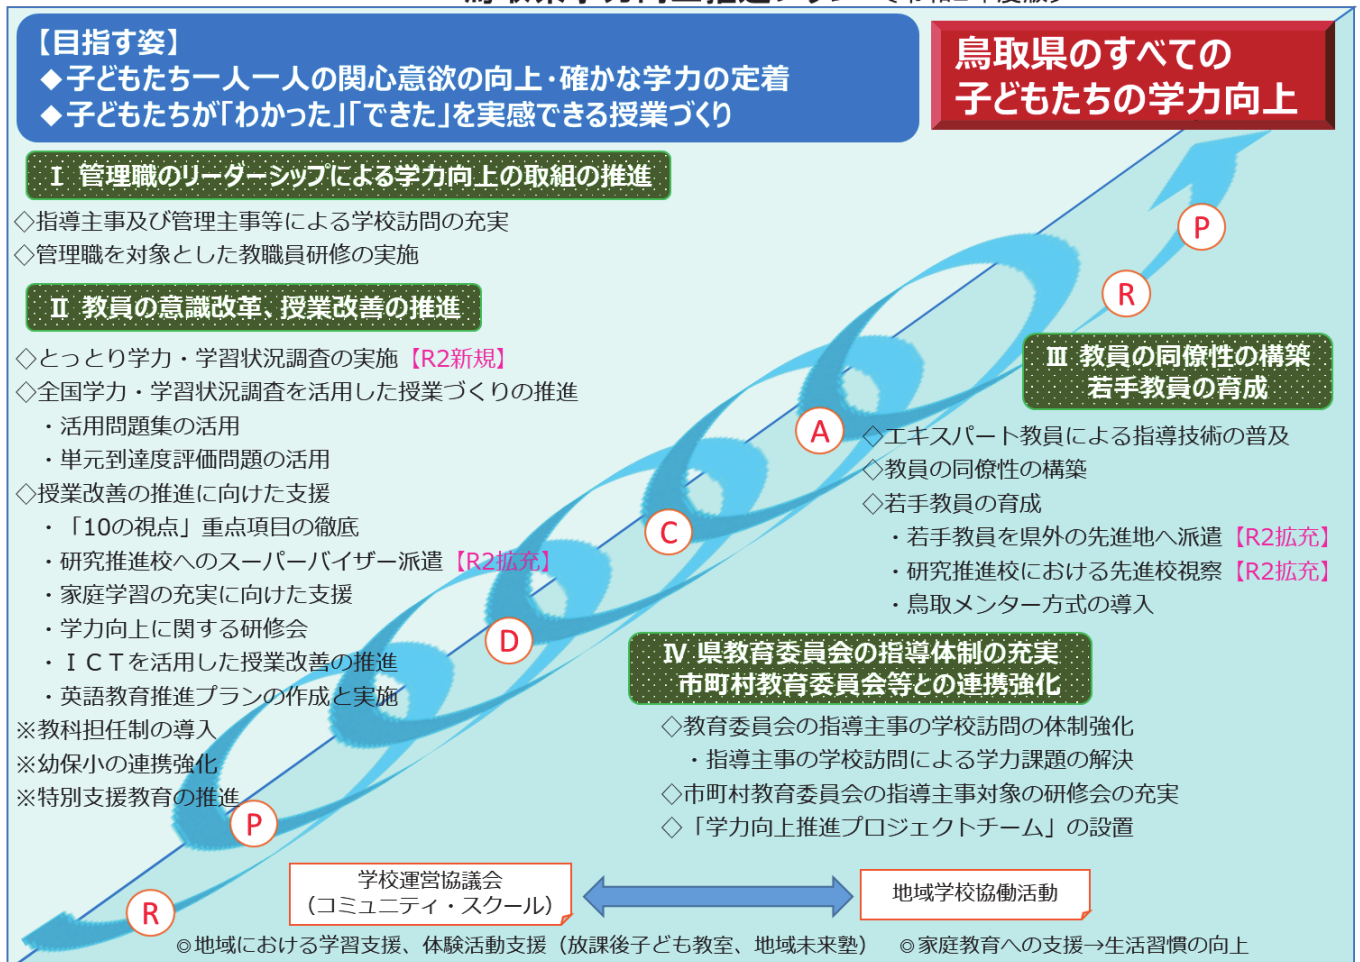 【目指す姿】
◆子どもたち一人一人の関心意欲の向上・確かな学力の定着
◆子どもたちが「わかった」「できた」を実感できる授業づくり
鳥取県のすべての
子どもたちの学力向上
Ⅰ 管理職のリーダーシップによる学力向上の取組の推進
◇指導主事及び管理主事等による学校訪問の充実
◇管理職を対象とした教職員研修の実施
Ⅱ 教員の意識改革、授業改善の推進
◇とっとり学力・学習状況調査の実施【R2新規】
◇全国学力・学習状況調査を活用した授業づくりの推進
・活用問題集の活用
・単元到達度評価問題の活用
◇授業改善の推進に向けた支援
・「10の視点」重点項目の徹底
・研究推進校へのスーパーバイザー派遣【R2拡充】
・家庭学習の充実に向けた支援
・学力向上に関する研修会
・ＩＣＴを活用した授業改善の推進
・英語教育推進プランの作成と実施
※教科担任制の導入
※幼保小の連携強化
※特別支援教育の推進
Ⅲ 教員の同僚性の構築
若手教員の育成
◇エキスパート教員による指導技術の普及
◇教員の同僚性の構築
◇若手教員の育成
・若手教員を県外の先進地へ派遣【R2拡充】
・研究推進校における先進校視察【R2拡充】
・鳥取メンター方式の導入
Ⅳ 県教育委員会の指導体制の充実
市町村教育委員会等との連携強化
◇教育委員会の指導主事の学校訪問の体制強化
・指導主事の学校訪問による学力課題の解決
◇市町村教育委員会の指導主事対象の研修会の充実
◇「学力向上推進プロジェクトチーム」の設置
R
P
D
C
A
R
P
学校運営協議会
（コミュニティ・スクール）
地域学校協働活動
◎地域における学習支援、体験活動支援（放課後子ども教室、地域未来塾）　◎家庭教育への支援→生活習慣の向上